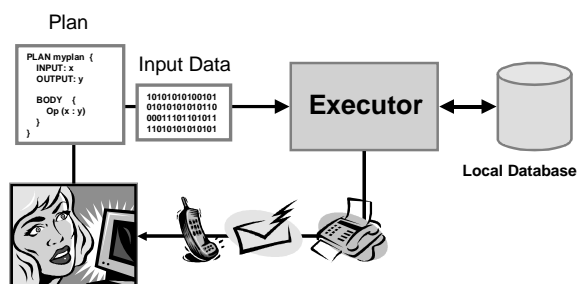 Plan
PLAN myplan {
INPUT: x
OUTPUT: y
BODY {
Op (x : y)
}
}
Input Data
10101010100101
01010101010110
00011101101011
11010101010101
Executor
Local Database